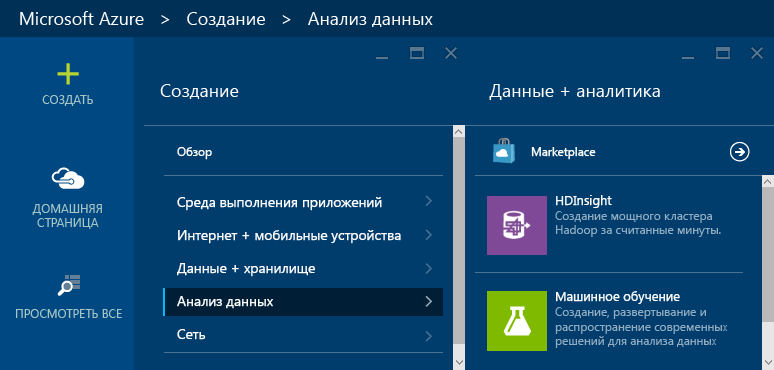 Microsoft Azure > Создание > Анализ данных
СОЗДАТЬ
ДОМАШНЯЯ
СТРАНИЦА
ПРОСМОТРЕТЬ ВСЕ
Создание
Обзор
Среда выполнения приложений
Интернет + мобильные устройства
Данные + хранилище
Анализ данных
Сеть
Данные + аналитика
Marketplace
HDInsight
Создание мощного кластера
Hadoop за считанные минуты.
Машинное обучение
Создание, развертывание и
распространение современных
решений для анализа данных